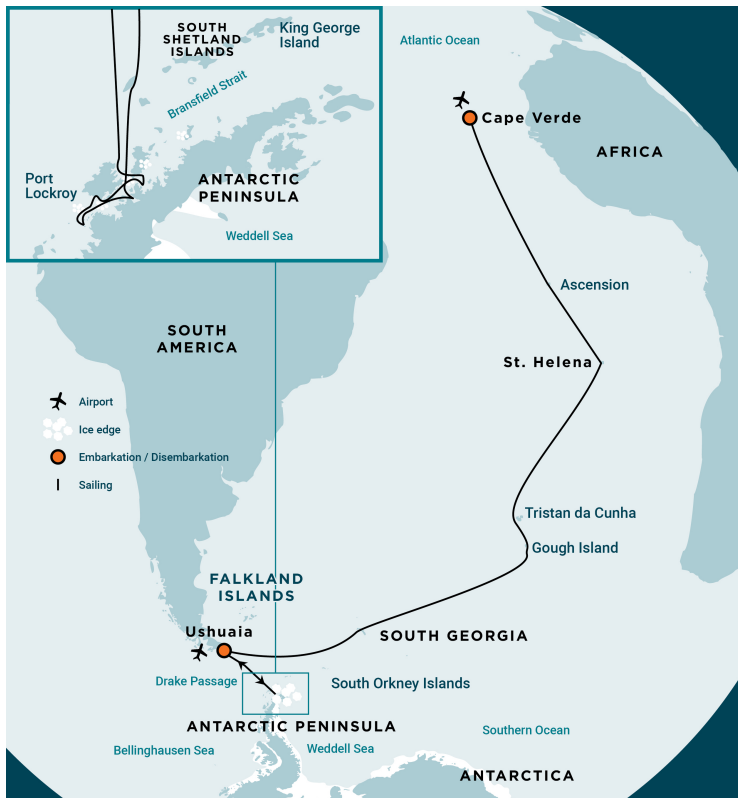 SOUTH
SHETLAND
ISLANDS
King George
Island
Bransfield Strait
Port
Lockroy
ANTARCTIC
PENINSULA
Weddell Sea
Atlantic Ocean
Cape Verde
AFRICA
Ascension
SOUTH
AMERICA
St. Helena
Airport
Ice edge
Embarkation / Disembarkation
Sailing
Tristan da Cunha
Gough Island
FALKLAND
ISLANDS
Ushuaia
SOUTH GEORGIA
Drake Passage
South Orkney Islands
ANTARCTIC PENINSULA
Southern Ocean
Bellinghausen Sea
Weddell Sea
ANTARCTICA